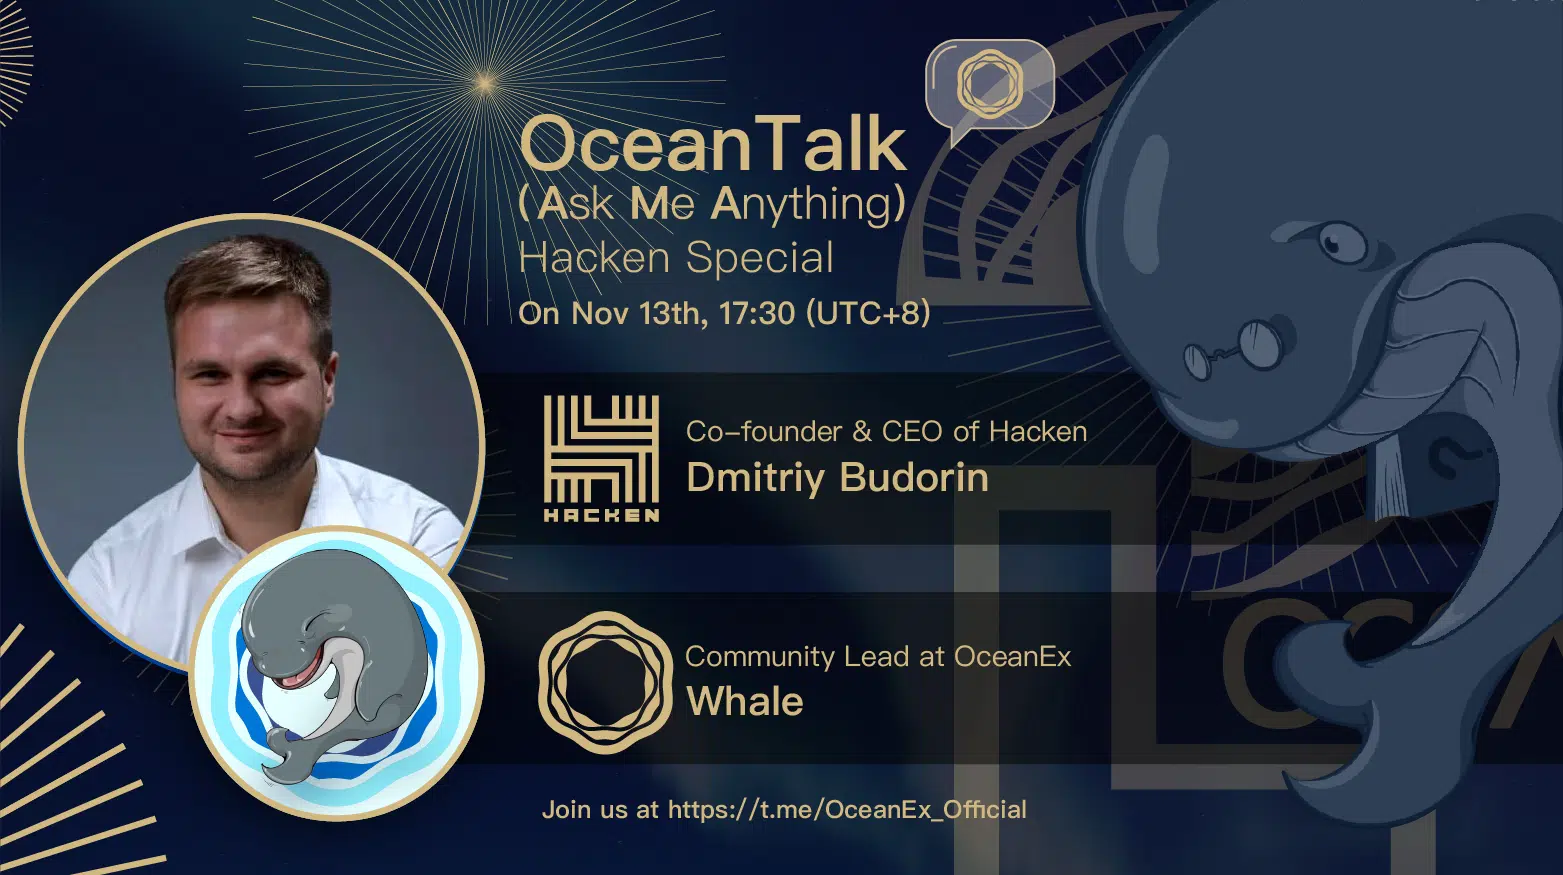 OceanTalk
(Ask Me Anything)
Hacken Special
On Nov 13th, 17:30 (UTC+8)
HACKEN
Co-founder & CEO of Hacken
Dmitriy Budorin
Community Lead at OceanEx
Whale
Join us at https://t.me/OceanEx_Official